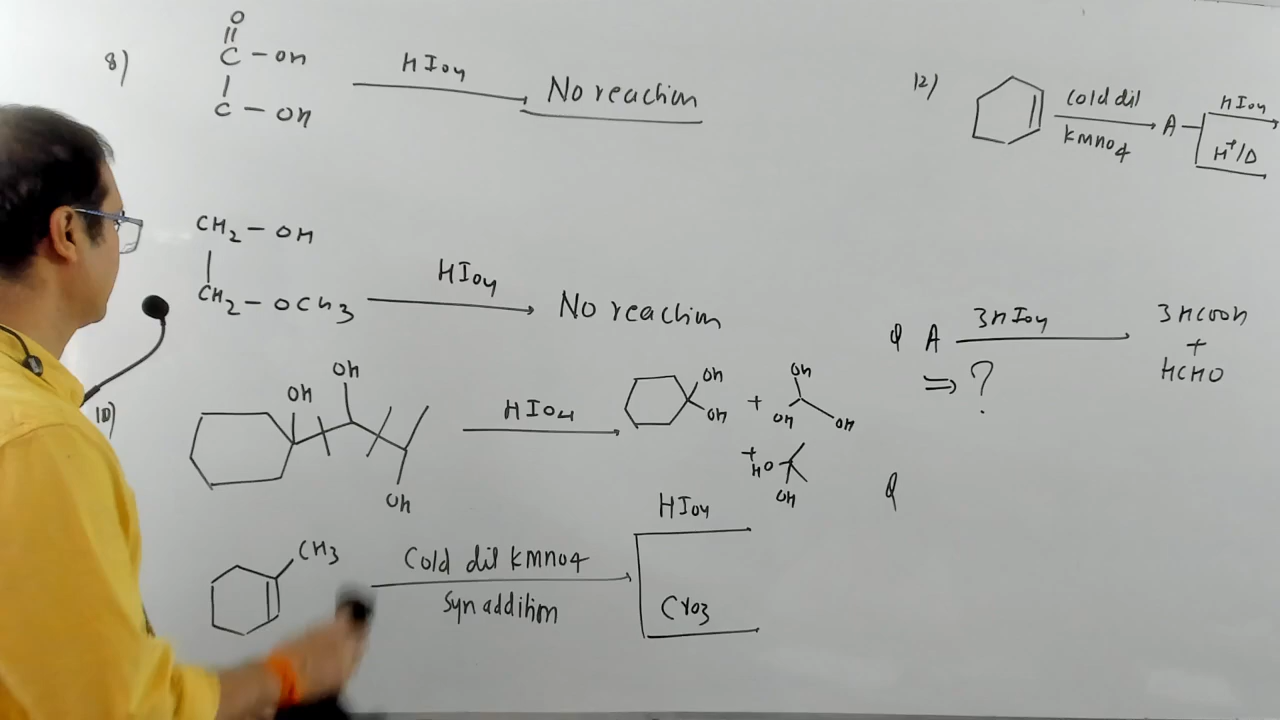 8)
O
||
C - OH
|
C - OH
HIO4
No reaction
CH2 - OH
|
CH2 - OCH3
HIO4
No reaction
10)
OH
OH
OH
HIO4
OH
OH
+
OH
OH
OH
+
HO
OH
CH3
Cold dil KMnO4
Syn addition
HIO4
CrO3
12)
Cold dil
KMnO4
A
HIO4
H+/Δ
Q A
3HIO4
3HCOOH
+
HCHO
⇒ ?
Q